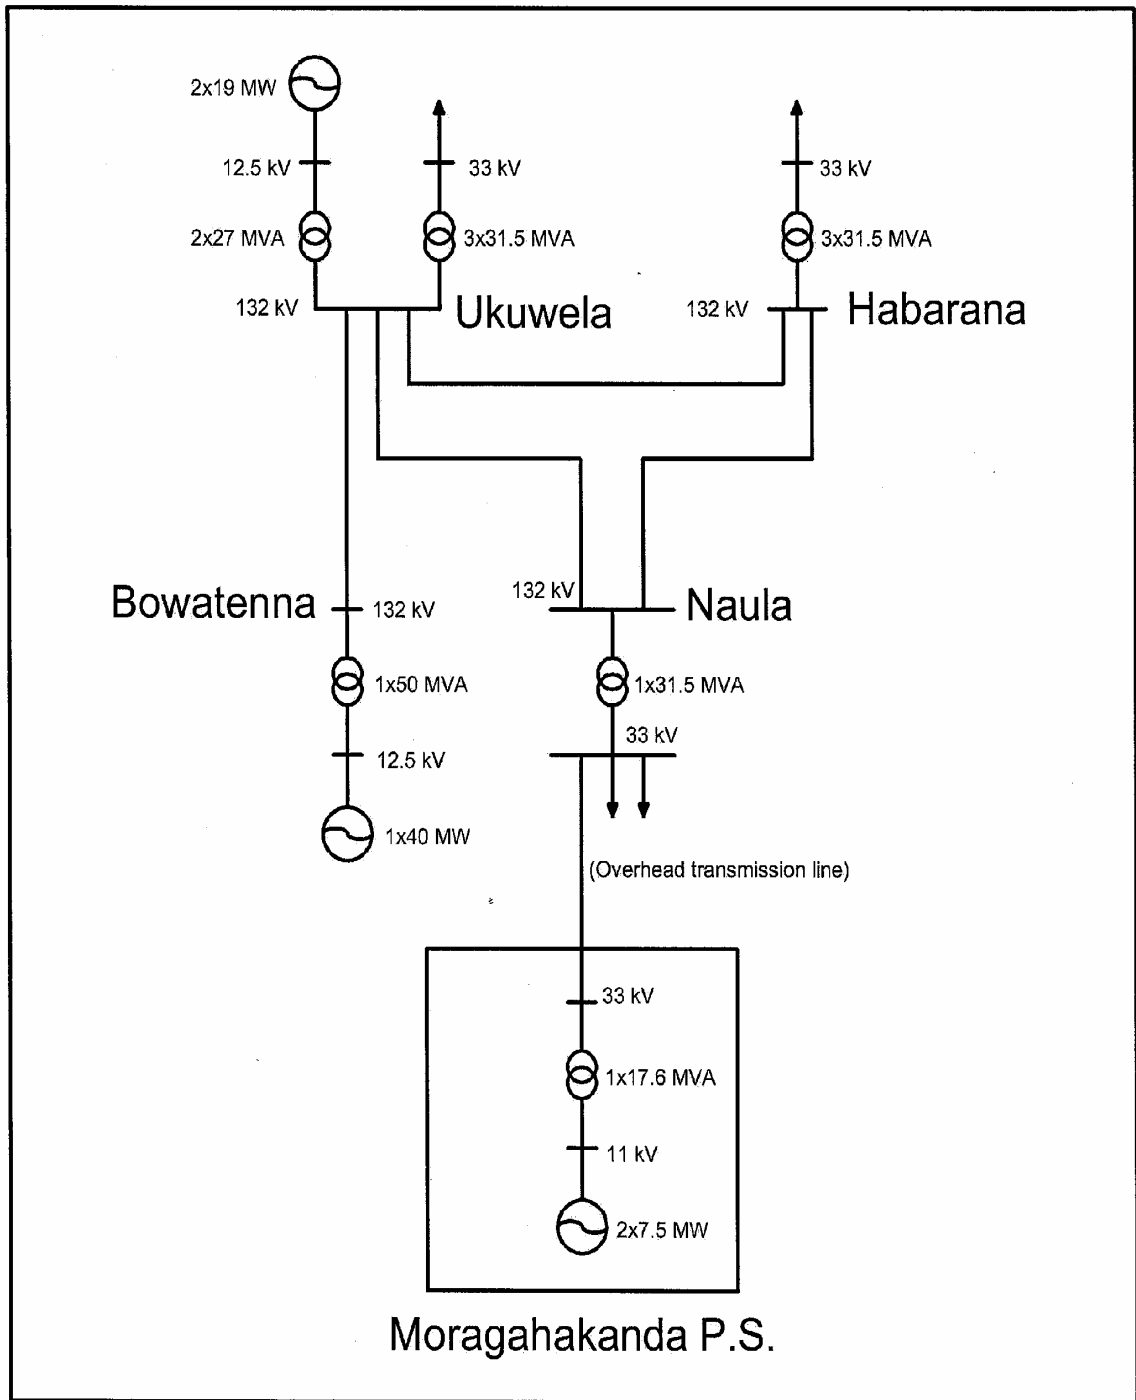 2x19 MW
12.5 kV
33 kV
33 kV
2x27 MVA
3x31.5 MVA
3x31.5 MVA
132 kV
Ukuwela
132 kV
Habarana
Bowatenna
132 kV
132 kV
Naula
1x50 MVA
1x31.5 MVA
33 kV
12.5 kV
1x40 MW
(Overhead transmission line)
33 kV
1x17.6 MVA
11 kV
2x7.5 MW
Moragahakanda P.S.